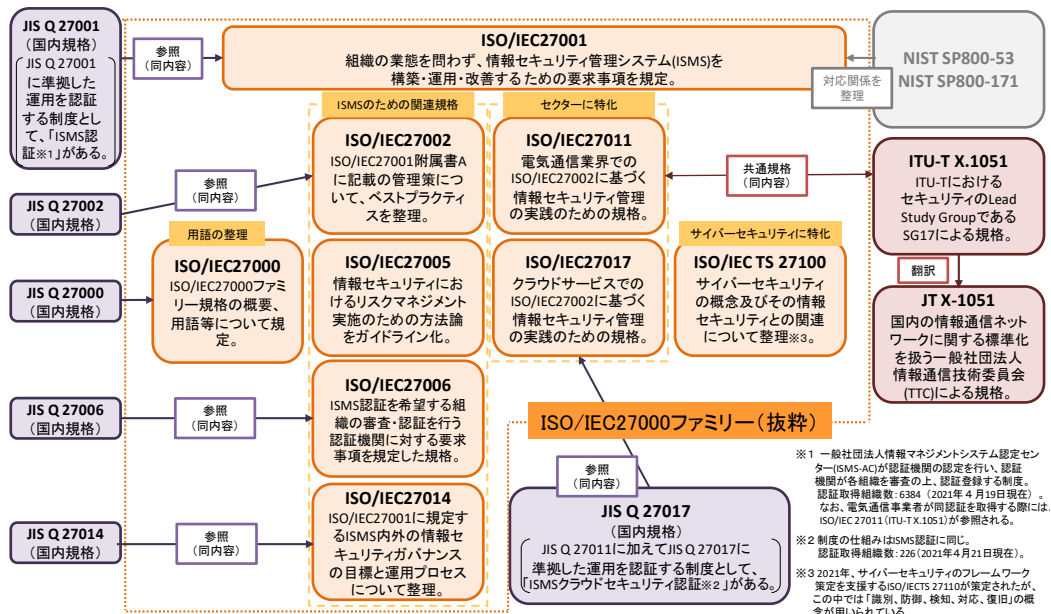 JIS Q 27001
（国内規格）
JIS Q 27001
に準拠した
運用を認証
する制度と
して、「ISMS認
証※1」がある。
参照
（同内容）
ISO/IEC27001
組織の業態を問わず、情報セキュリティ管理システム(ISMS)を
構築・運用・改善するための要求事項を規定。
NIST SP800-53
NIST SP800-171
対応関係を
整理
ISMSのための関連規格
セクターに特化
ISO/IEC27002
ISO/IEC27001附属書A
に記載の管理策につ
いて、ベストプラクティ
スを整理。
ISO/IEC27011
電気通信業界での
ISO/IEC27002に基づく
情報セキュリティ管理
の実践のための規格。
共通規格
（同内容）
ITU-T X.1051
ITU-Tにおける
セキュリティのLead
Study Groupである
SG17による規格。
JIS Q 27002
（国内規格）
参照
（同内容）
用語の整理
ISO/IEC27000
ISO/IEC27000ファミ
リー規格の概要、
用語等について規
定。
JIS Q 27000
（国内規格）
ISO/IEC27005
情報セキュリティにお
けるリスクマネジメント
実施のための方法論
をガイドライン化。
ISO/IEC27017
クラウドサービスでの
ISO/IEC27002に基づく
情報セキュリティ管理
の実践のための規格。
サイバーセキュリティに特化
ISO/IEC TS 27100
サイバーセキュリティ
の概念及びその情報
セキュリティとの関連
について整理※3。
翻訳
JT X-1051
国内の情報通信ネット
ワークに関する標準化
を扱う一般社団法人
情報通信技術委員会
(TTC)による規格。
JIS Q 27006
（国内規格）
参照
（同内容）
ISO/IEC27006
ISMS認証を希望する組
織の審査・認証を行う
認証機関に対する要求
事項を規定した規格。
ISO/IEC27000ファミリー（抜粋）
JIS Q 27014
（国内規格）
参照
（同内容）
ISO/IEC27014
ISO/IEC27001に規定す
るISMS内外の情報セ
キュリティガバナンス
の目標と運用プロセス
について整理。
参照
（同内容）
JIS Q 27017
（国内規格）
JIS Q 27011に加えてJIS Q 27017に
準拠した運用を認証する制度として、
「ISMSクラウドセキュリティ認証※2」がある。
※1 一般社団法人情報マネジメントシステム認定セン
ター(ISMS-AC)が認証機関の認定を行い、認証
機関が各組織を審査の上、認証登録する制度。
認証取得組織数：6384（2021年４月19日現在）。
なお、電気通信事業者が同認証を取得する際には、
ISO/IEC 27011（ITU-T X.1051）が参照される。
※2 制度の仕組みはISMS認証に同じ。
認証取得組織数：226（2021年4月21日現在）。
※3 2021年、サイバーセキュリティのフレームワーク
策定を支援するISO/IECTS 27110が策定されたが、
この中では「識別、防御、検知、対応、復旧」の概
念が用いられている。